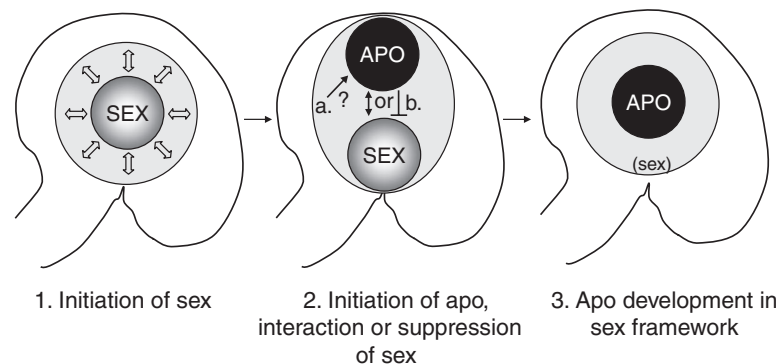 SEX
APO
a. ? or b.
SEX
APO
(sex)
1. Initiation of sex
2. Initiation of apo,
interaction or suppression
of sex
3. Apo development in
sex framework